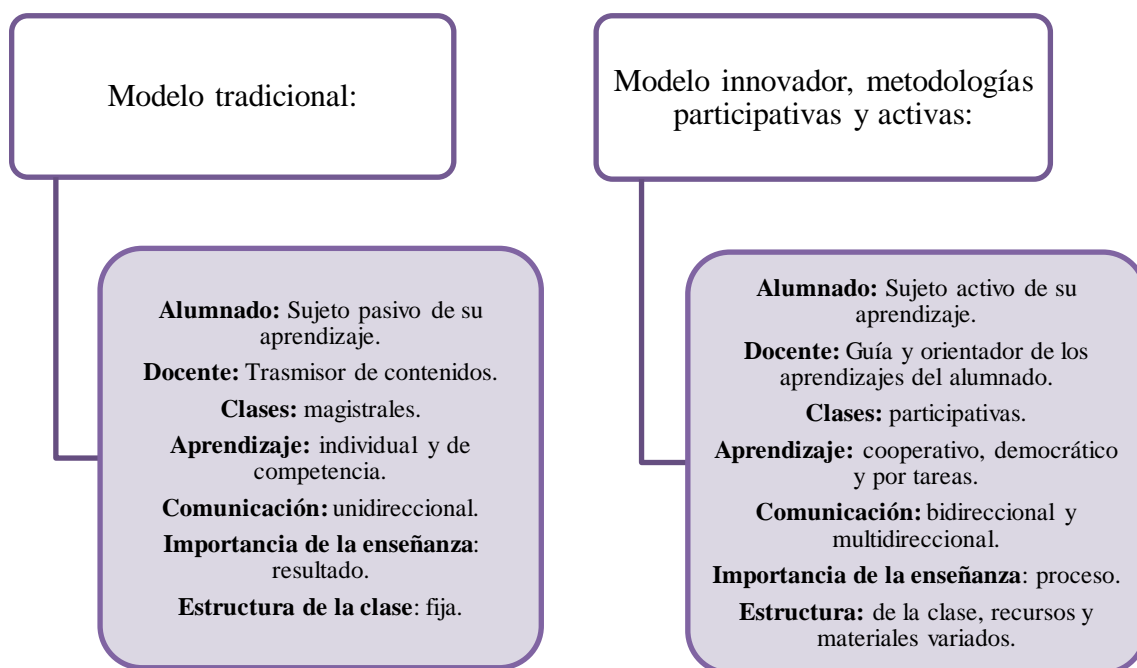 Modelo tradicional:
Alumnado: Sujeto pasivo de su
aprendizaje.
Docente: Trasmisor de contenidos.
Clases: magistrales.
Aprendizaje: individual y de
competencia.
Comunicación: unidireccional.
Importancia de la enseñanza:
resultado.
Estructura de la clase: fija.
Modelo innovador, metodologías
participativas y activas:
Alumnado: Sujeto activo de su
aprendizaje.
Docente: Guía y orientador de los
aprendizajes del alumnado.
Clases: participativas.
Aprendizaje: cooperativo, democrático
y por tareas.
Comunicación: bidireccional y
multidireccional.
Importancia de la enseñanza: proceso.
Estructura: de la clase, recursos y
materiales variados.